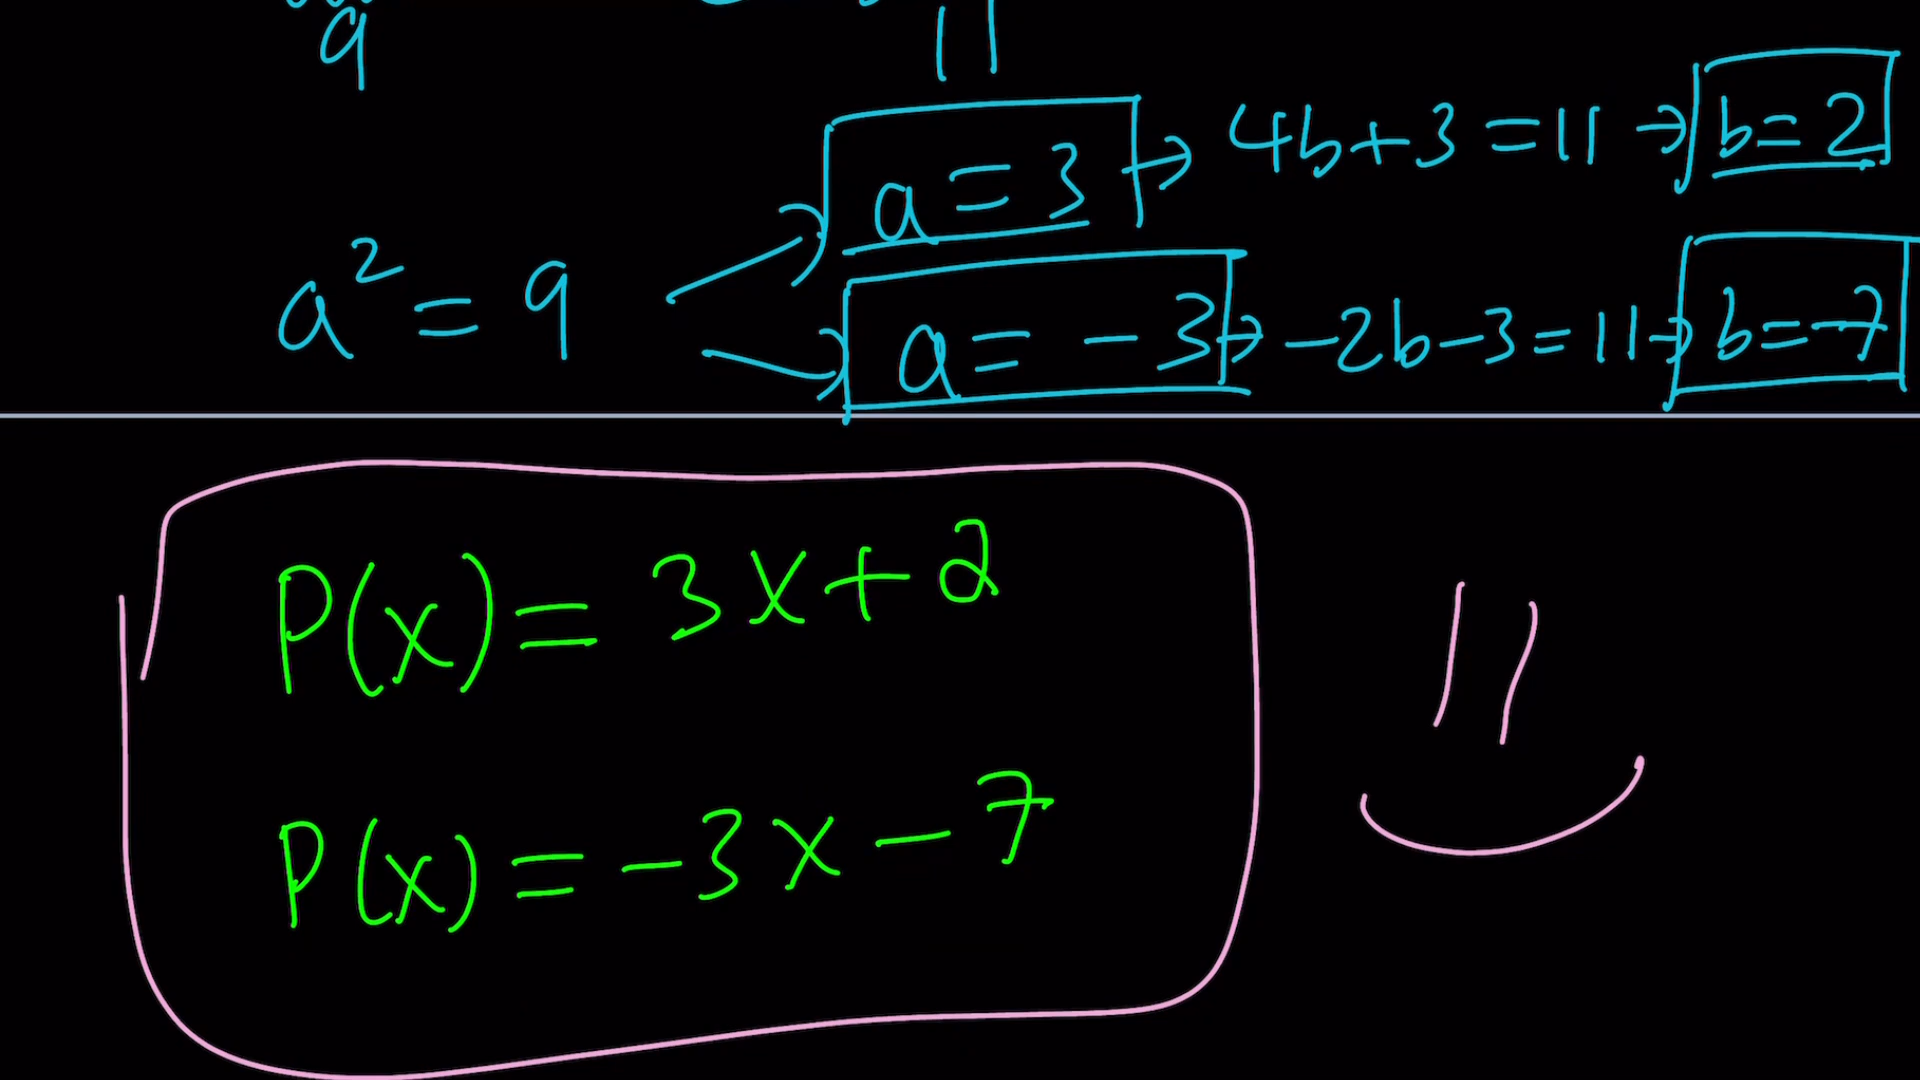 9 11
a = 3 → 4b+3 = 11 → b = 2
a² = 9
a = -3 → -2b-3 = 11 → b = -7
P(x) = 3x+2
P(x) = -3x-7